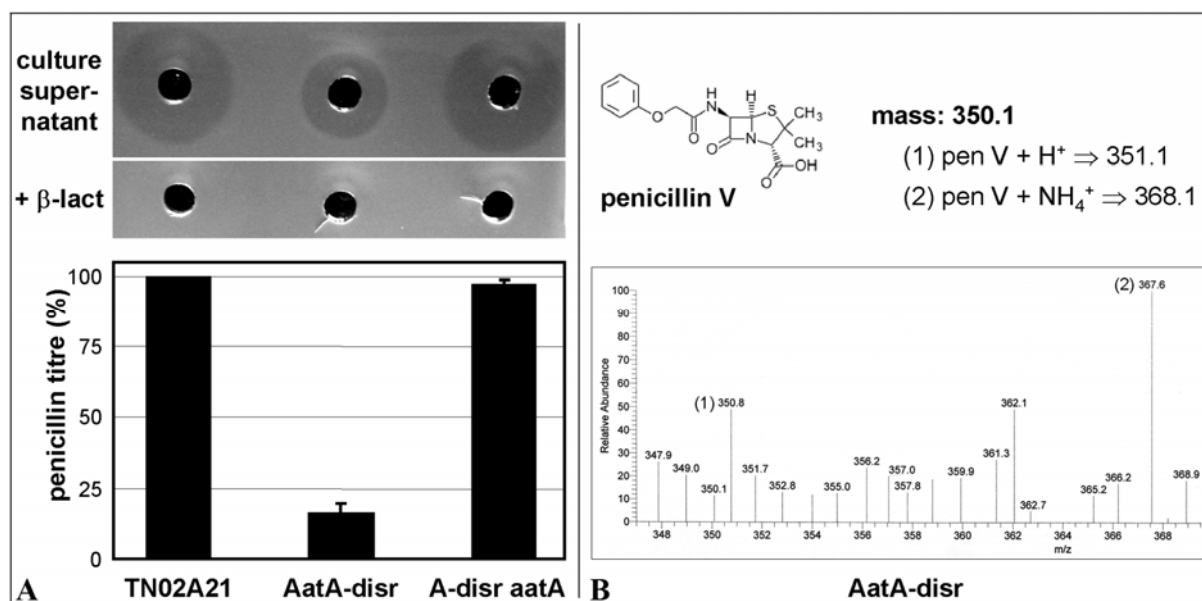 culture
super-
natant
+ β-lact
penicillin titre (%)
100
75
50
25
0
TN02A21 AatA-disr A-disr aatA
A
O
NH
O
H
S
CH₃
CH₃
N
O
OH
O
penicillin V
mass: 350.1
(1) pen V + H⁺ ⇒ 351.1
(2) pen V + NH₄⁺ ⇒ 368.1
Relative Abundance
100
90
80
70
60
50
40
30
20
10
0
347.9
349.0
350.1
(1) 350.8
351.7
352.8
355.0
356.2
357.0
357.8
359.9
361.3
362.1
362.7
365.2
366.2
(2) 367.6
368.9
348 350 352 354 356 358 360 362 364 366 368
m/z
B
AatA-disr